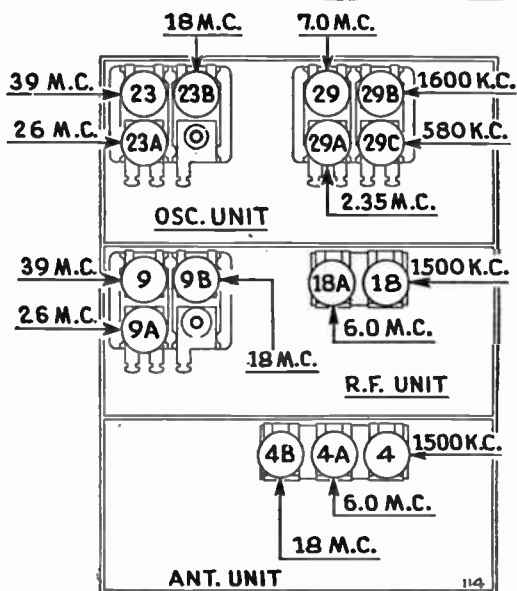 18 M.C.
7.0 M.C.
39 M.C.
23
23B
29
29B
1600 K.C.
26 M.C.
23A
29A
29C
580 K.C.
2.35 M.C.
OSC. UNIT
39 M.C.
9
9B
18A
18
1500 K.C.
26 M.C.
9A
6.0 M.C.
18 M.C.
R.F. UNIT
4B
4A
4
1500 K.C.
6.0 M.C.
18 M.C.
ANT. UNIT
114